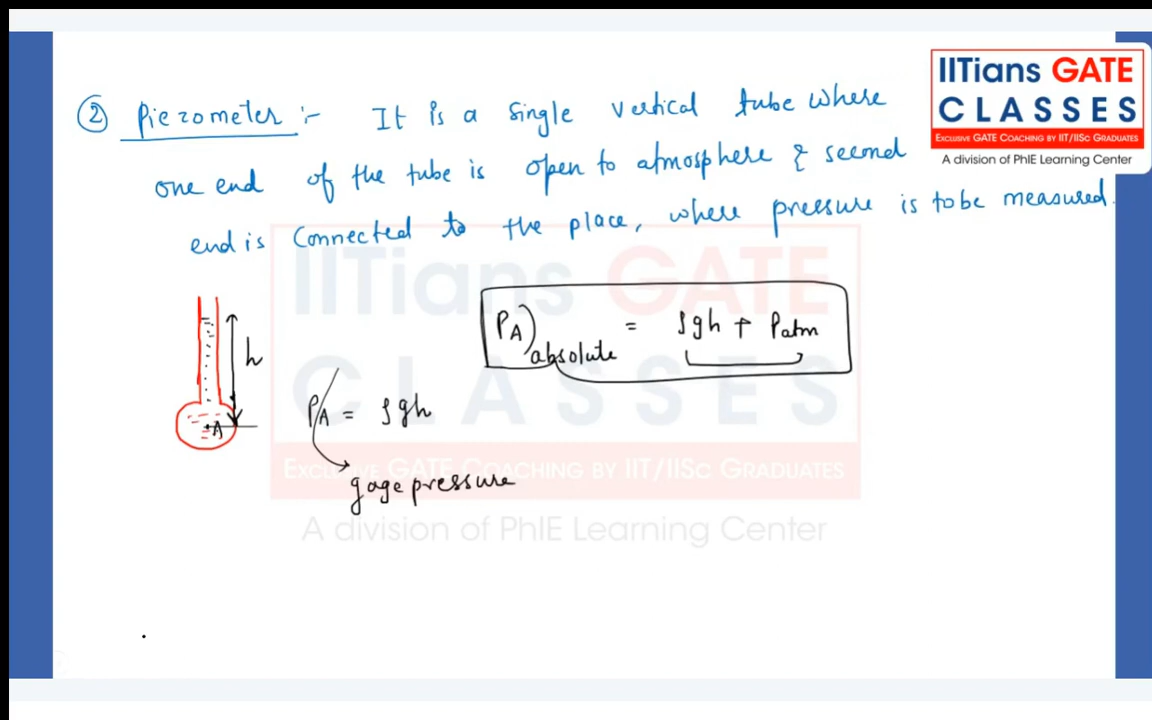 IITians GATE
CLASSES
EXCLUSIVE GATE COACHING BY IIT/IISc GRADUATES
A division of PhIE Learning Center
② Piezometer :- It is a single vertical tube where
one end of the tube is open to atmosphere & second
end is connected to the place, where pressure is to be measured.
IITians GATE
CLASSES
EXCLUSIVE GATE COACHING BY IIT/IISc GRADUATES
A division of PhIE Learning Center
P_A)absolute = ρgh + Patm
h
A
P_A = ρgh
gage pressure